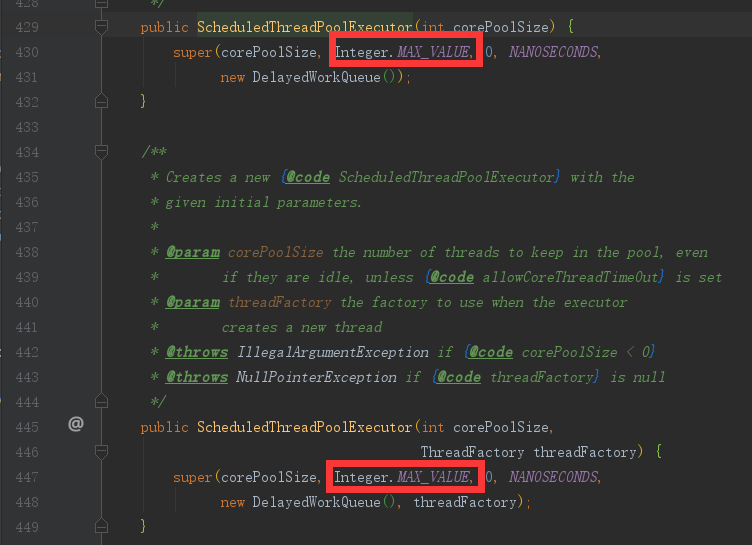 428 */
429 public ScheduledThreadPoolExecutor(int corePoolSize) {
430 super(corePoolSize, Integer.MAX_VALUE, 0, NANOSECONDS,
431 new DelayedWorkQueue());
432 }
433
434 /**
435 * Creates a new {@code ScheduledThreadPoolExecutor} with the
436 * given initial parameters.
437 *
438 * @param corePoolSize the number of threads to keep in the pool, even
439 * if they are idle, unless {@code allowCoreThreadTimeOut} is set
440 * @param threadFactory the factory to use when the executor
441 * creates a new thread
442 * @throws IllegalArgumentException if {@code corePoolSize < 0}
443 * @throws NullPointerException if {@code threadFactory} is null
444 */
445 @ public ScheduledThreadPoolExecutor(int corePoolSize,
446 ThreadFactory threadFactory) {
447 super(corePoolSize, Integer.MAX_VALUE, 0, NANOSECONDS,
448 new DelayedWorkQueue(), threadFactory);
449 }